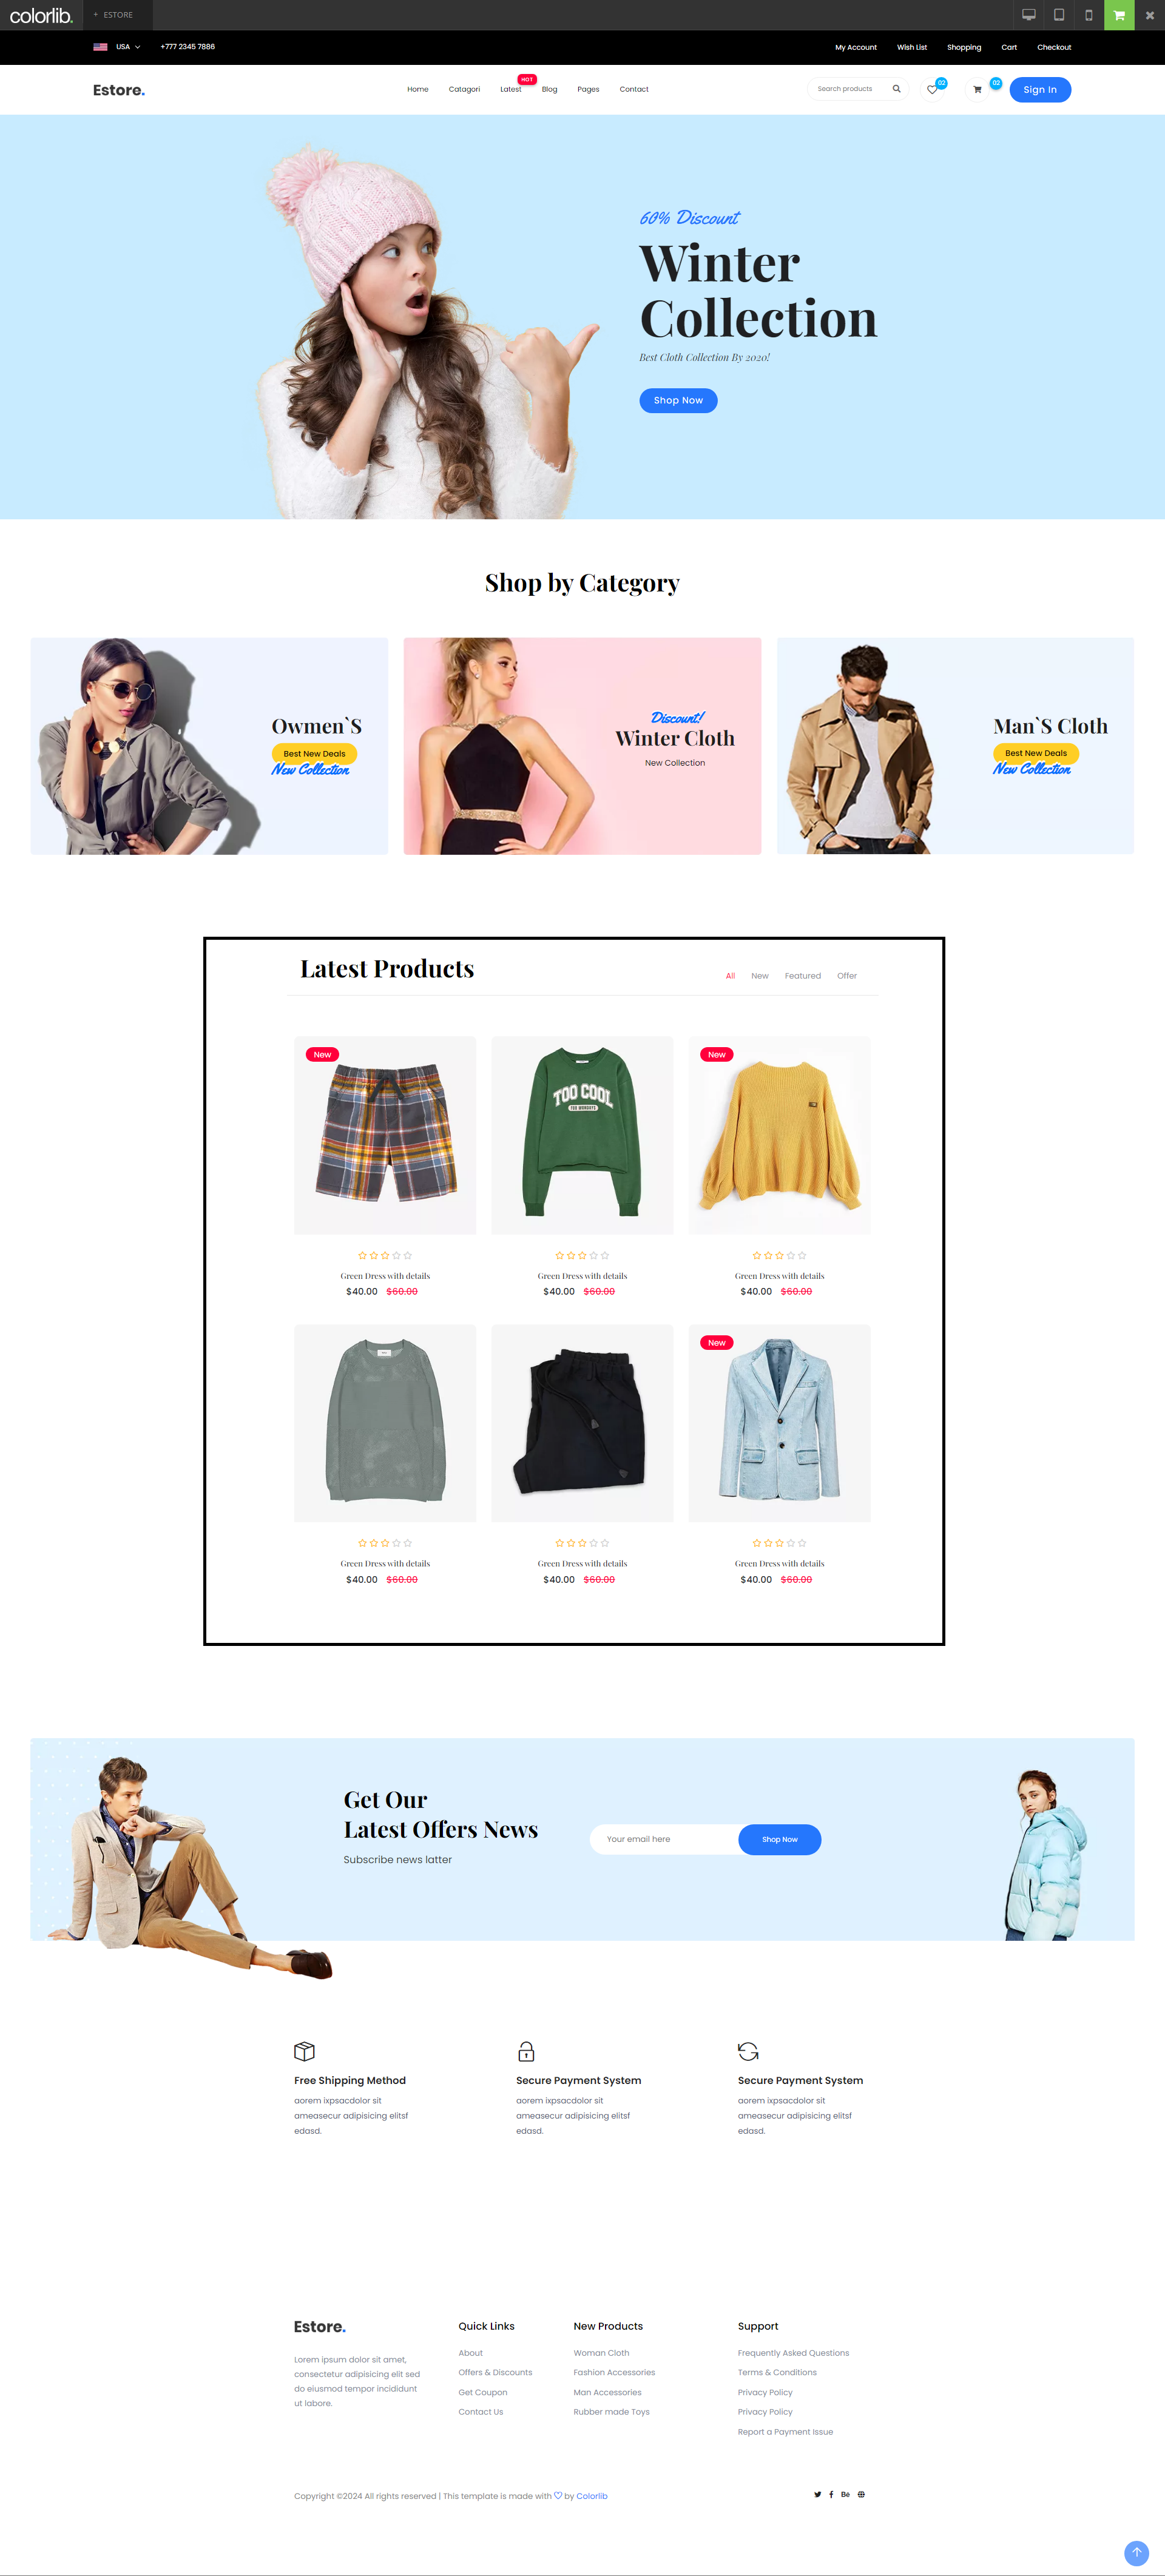 colorlib.
+ ESTORE
USA
+777 2345 7886
My Account
Wish List
Shopping
Cart
Checkout
Estore.
Home
Catagori
Latest
HOT
Blog
Pages
Contact
Search products
02
02
Sign In
60% Discount
Winter
Collection
Best Cloth Collection By 2020!
Shop Now
Shop by Category
Owmen`S
Best New Deals
New Collection
Discount!
Winter Cloth
New Collection
Man`S Cloth
Best New Deals
New Collection
Latest Products
All
New
Featured
Offer
New
TOO COOL
FOR WORKOUTS
New
Green Dress with details
$40.00 $60.00
Green Dress with details
$40.00 $60.00
Green Dress with details
$40.00 $60.00
New
Green Dress with details
$40.00 $60.00
Green Dress with details
$40.00 $60.00
Green Dress with details
$40.00 $60.00
Get Our
Latest Offers News
Subscribe news latter
Your email here
Shop Now
Free Shipping Method
aorem ixpsacdolor sit
ameasecur adipisicing elitsf
edasd.
Secure Payment System
aorem ixpsacdolor sit
ameasecur adipisicing elitsf
edasd.
Secure Payment System
aorem ixpsacdolor sit
ameasecur adipisicing elitsf
edasd.
Estore.
Lorem ipsum dolor sit amet,
consectetur adipisicing elit sed
do eiusmod tempor incididunt
ut labore.
Quick Links
About
Offers & Discounts
Get Coupon
Contact Us
New Products
Woman Cloth
Fashion Accessories
Man Accessories
Rubber made Toys
Support
Frequently Asked Questions
Terms & Conditions
Privacy Policy
Privacy Policy
Report a Payment Issue
Copyright ©2024 All rights reserved | This template is made with ♡ by Colorlib